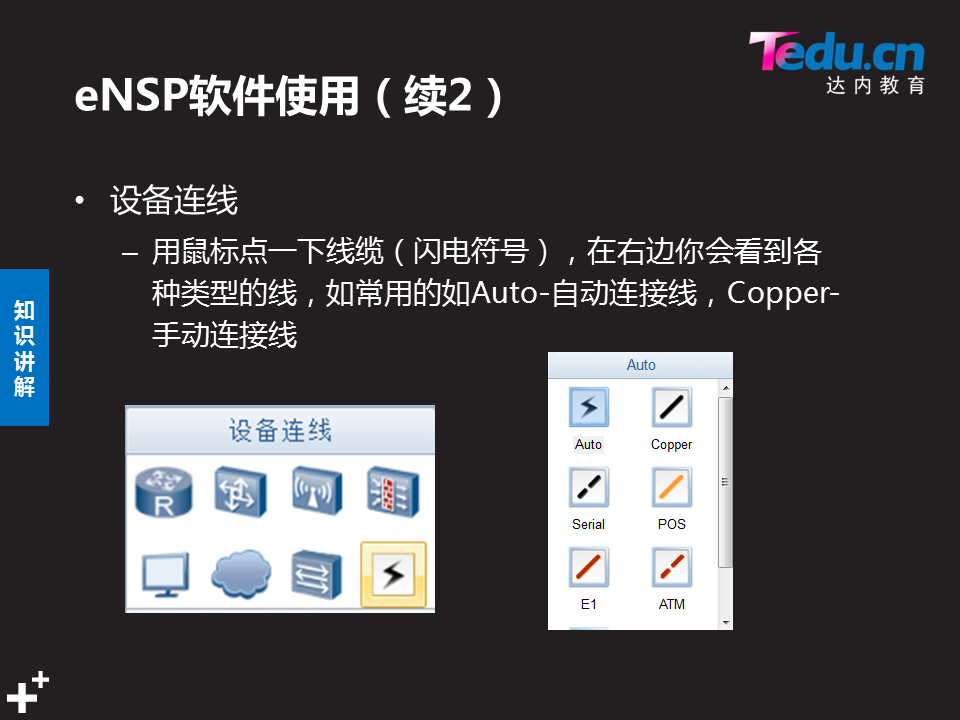 Tedu.cn
达内教育
eNSP软件使用（续2）
• 设备连线
– 用鼠标点一下线缆（闪电符号），在右边你会看到各
种类型的线，如常用的如Auto-自动连接线，Copper-
手动连接线
知
识
讲
解
设备连线
R
Auto
Auto
Copper
Serial
POS
E1
ATM